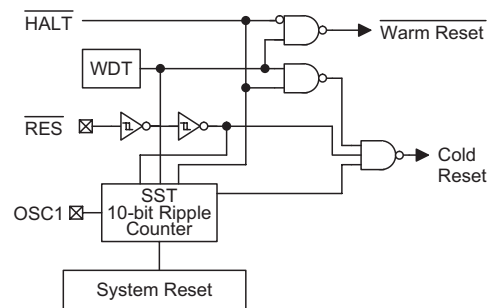 HALT
Warm Reset
WDT
RES
Cold
Reset
SST
10-bit Ripple
Counter
OSC1
System Reset